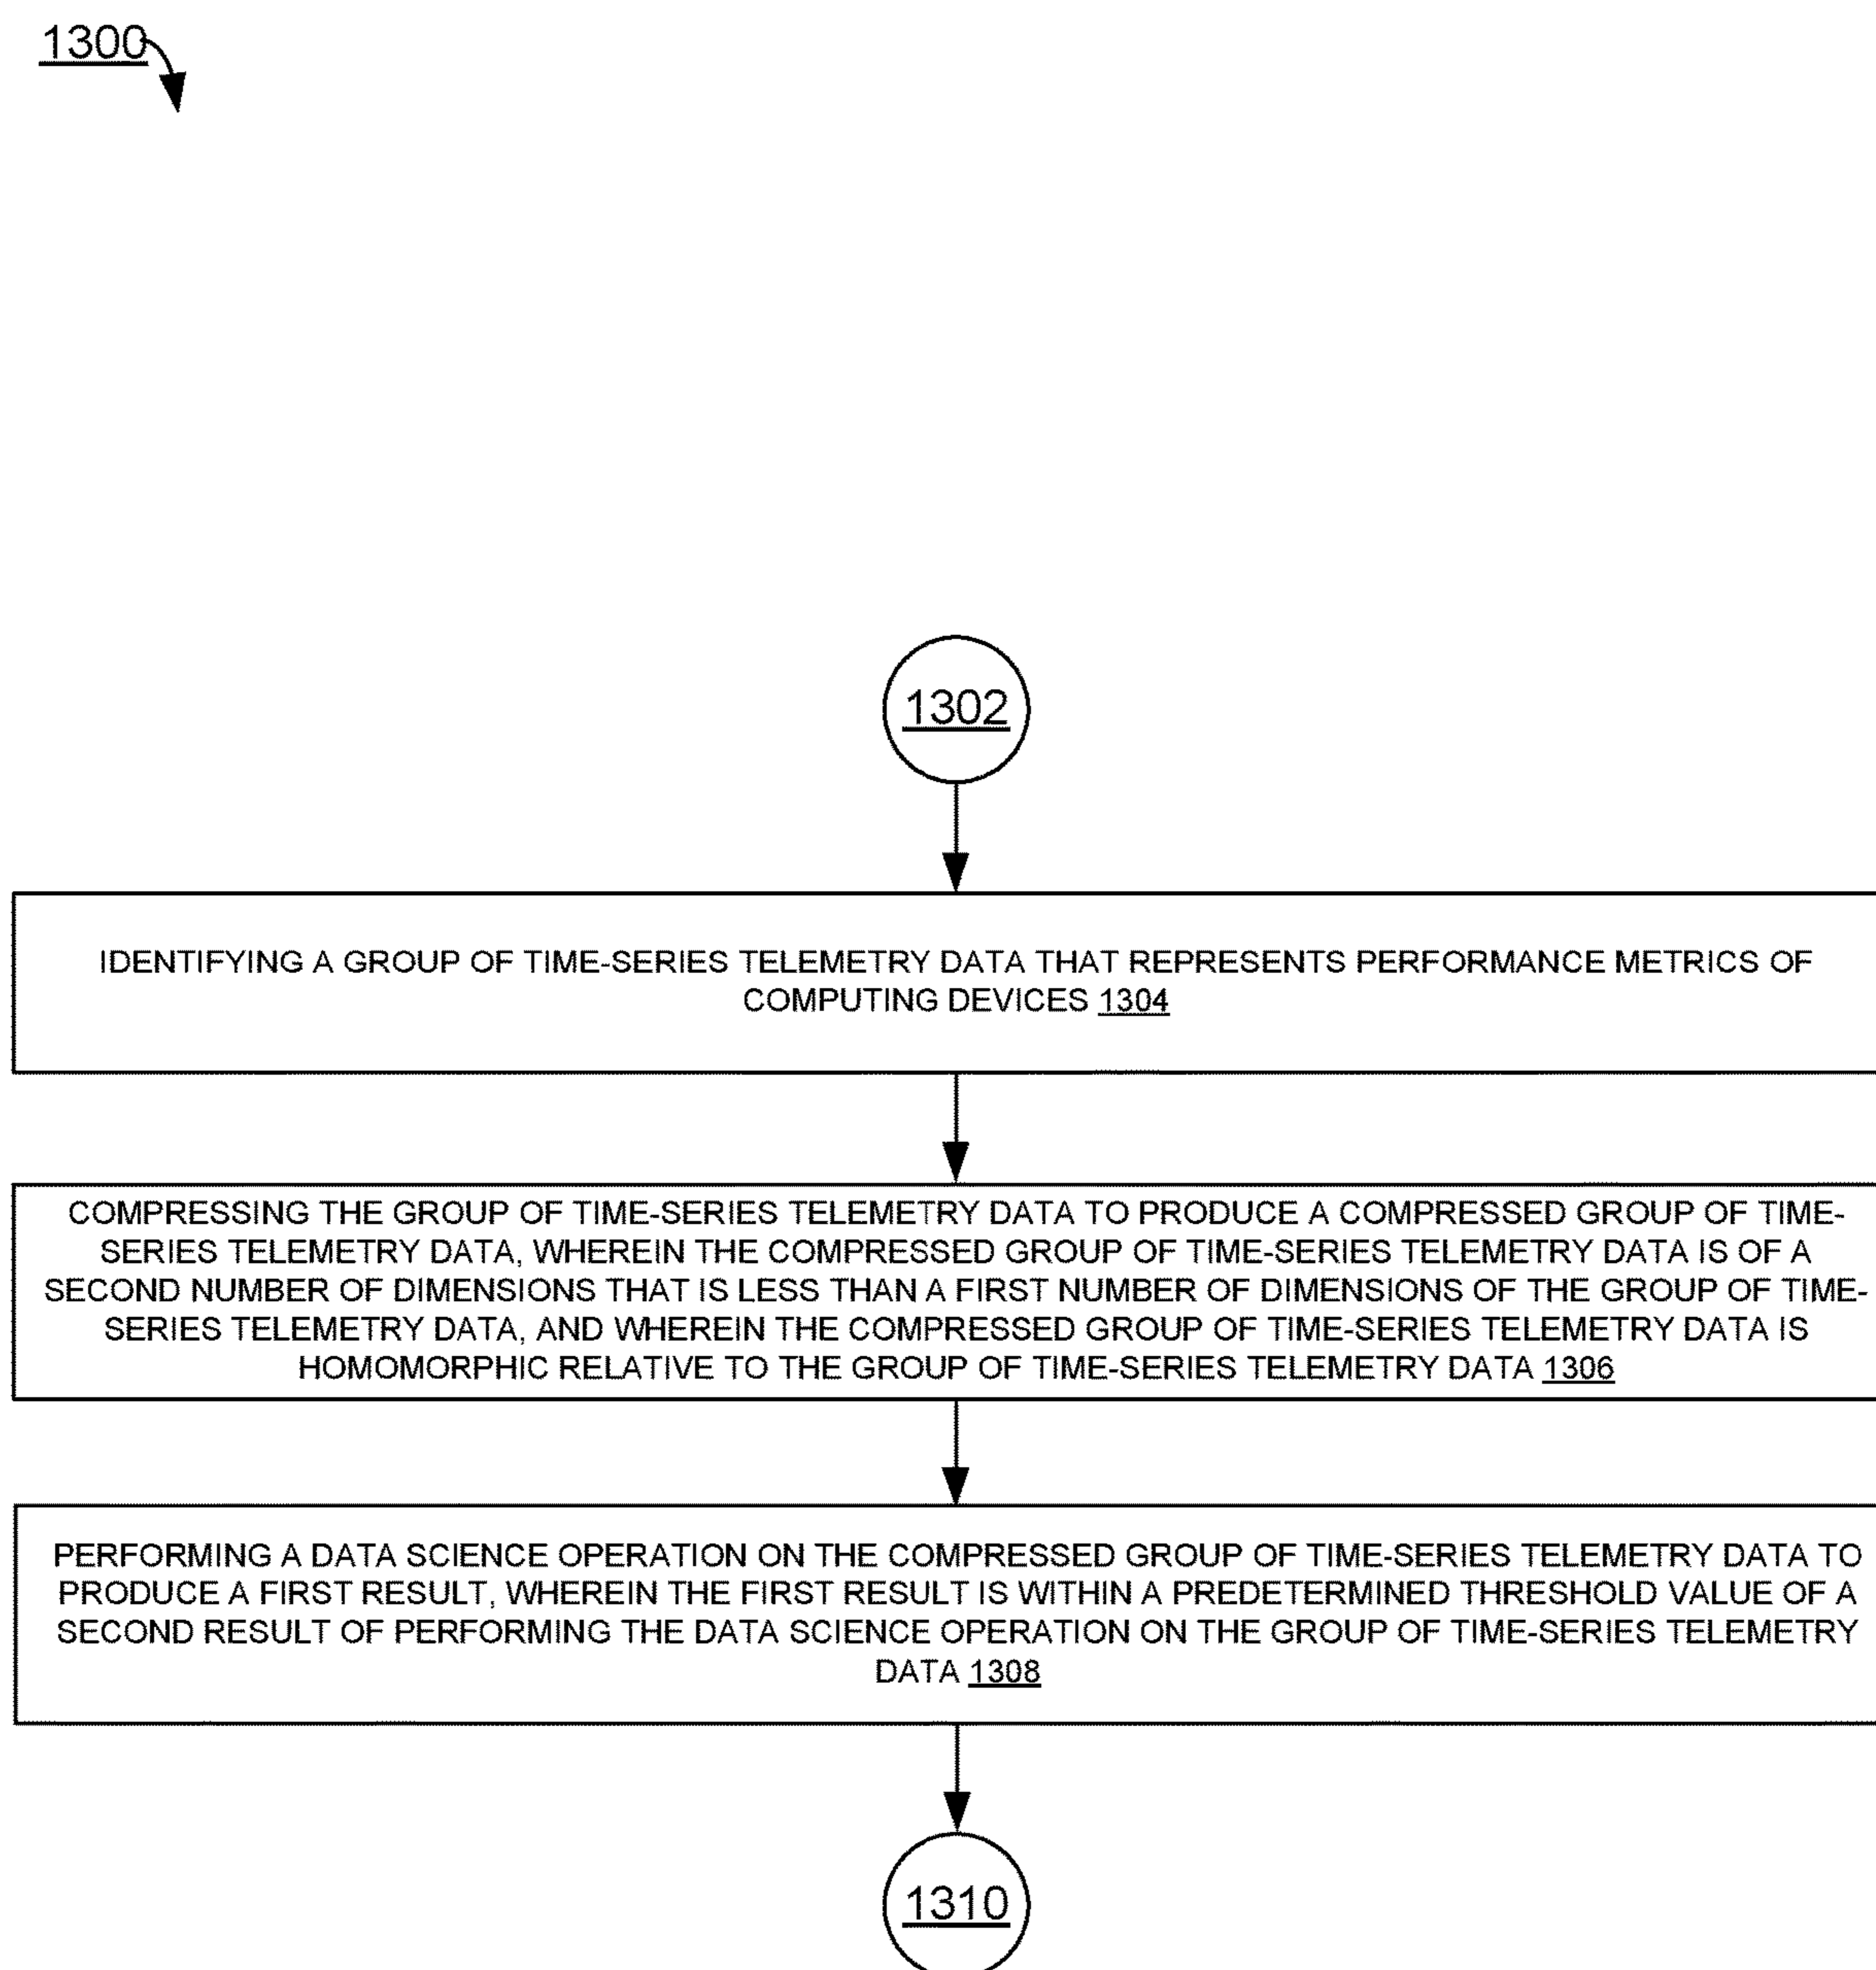 1300
1302
IDENTIFYING A GROUP OF TIME-SERIES TELEMETRY DATA THAT REPRESENTS PERFORMANCE METRICS OF
COMPUTING DEVICES 1304
COMPRESSING THE GROUP OF TIME-SERIES TELEMETRY DATA TO PRODUCE A COMPRESSED GROUP OF TIME-
SERIES TELEMETRY DATA, WHEREIN THE COMPRESSED GROUP OF TIME-SERIES TELEMETRY DATA IS OF A
SECOND NUMBER OF DIMENSIONS THAT IS LESS THAN A FIRST NUMBER OF DIMENSIONS OF THE GROUP OF TIME-
SERIES TELEMETRY DATA, AND WHEREIN THE COMPRESSED GROUP OF TIME-SERIES TELEMETRY DATA IS
HOMOMORPHIC RELATIVE TO THE GROUP OF TIME-SERIES TELEMETRY DATA 1306
PERFORMING A DATA SCIENCE OPERATION ON THE COMPRESSED GROUP OF TIME-SERIES TELEMETRY DATA TO
PRODUCE A FIRST RESULT, WHEREIN THE FIRST RESULT IS WITHIN A PREDETERMINED THRESHOLD VALUE OF A
SECOND RESULT OF PERFORMING THE DATA SCIENCE OPERATION ON THE GROUP OF TIME-SERIES TELEMETRY
DATA 1308
1310